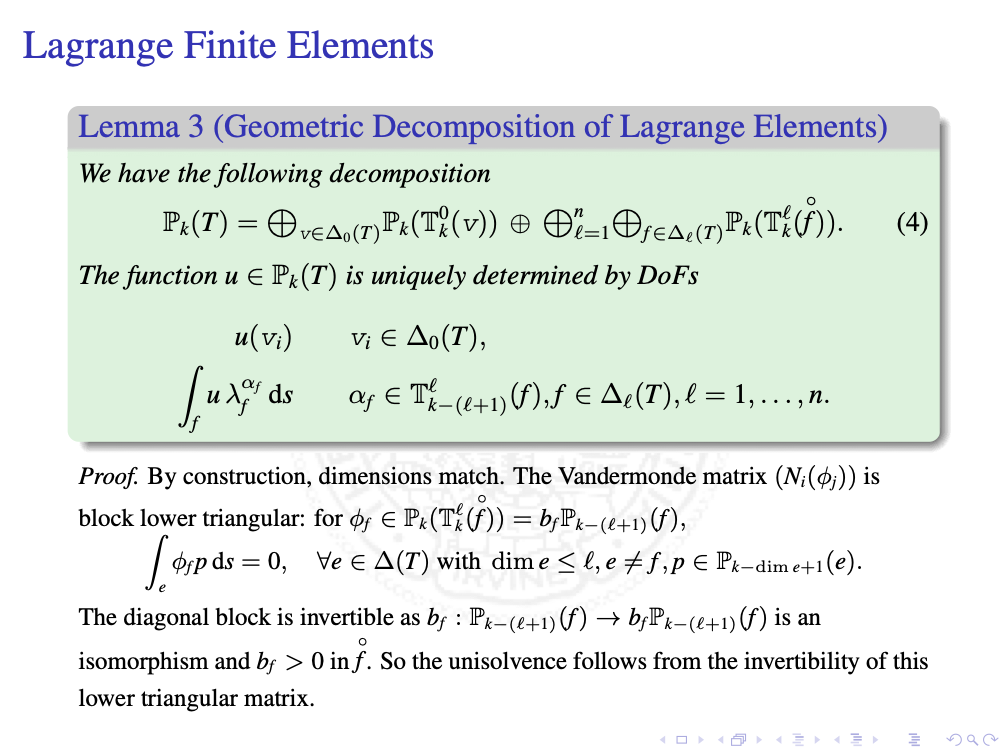 Lagrange Finite Elements
Lemma 3 (Geometric Decomposition of Lagrange Elements)
We have the following decomposition
$\mathbb{P}_k(T) = \bigoplus_{v \in \Delta_0(T)} \mathbb{P}_k(\mathbb{T}_k^0(v)) \oplus \bigoplus_{\ell=1}^n \bigoplus_{f \in \Delta_\ell(T)} \mathbb{P}_k(\mathbb{T}_k^\ell(\mathring{f})).$ (4)
The function $u \in \mathbb{P}_k(T)$ is uniquely determined by DoFs
$u(v_i) \quad v_i \in \Delta_0(T),$
$\int_f u \, \lambda_f^{\alpha_f} \, \mathrm{d}s \quad \alpha_f \in \mathbb{T}_{k-(\ell+1)}^\ell(f), f \in \Delta_\ell(T), \ell = 1, \ldots, n.$
Proof. By construction, dimensions match. The Vandermonde matrix $(N_i(\phi_j))$ is
block lower triangular: for $\phi_f \in \mathbb{P}_k(\mathbb{T}_k^\ell(\mathring{f})) = b_f \mathbb{P}_{k-(\ell+1)}(f),$
$\int_e \phi_f p \, \mathrm{d}s = 0, \quad \forall e \in \Delta(T) \text{ with } \dim e \leq \ell, e \neq f, p \in \mathbb{P}_{k-\dim e+1}(e).$
The diagonal block is invertible as $b_f : \mathbb{P}_{k-(\ell+1)}(f) \to b_f \mathbb{P}_{k-(\ell+1)}(f)$ is an
isomorphism and $b_f > 0$ in $\mathring{f}$. So the unisolvence follows from the invertibility of this
lower triangular matrix.